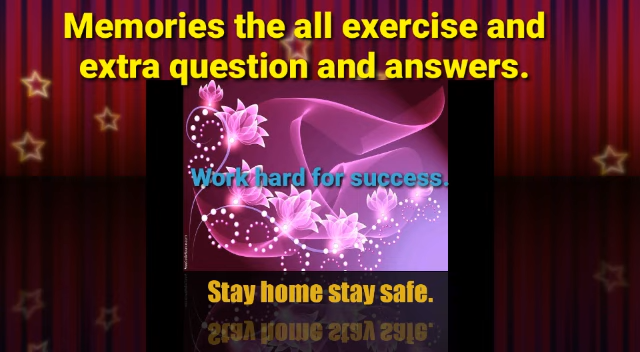 Memories the all exercise and
extra question and answers.
Work hard for success.
Stay home stay safe.